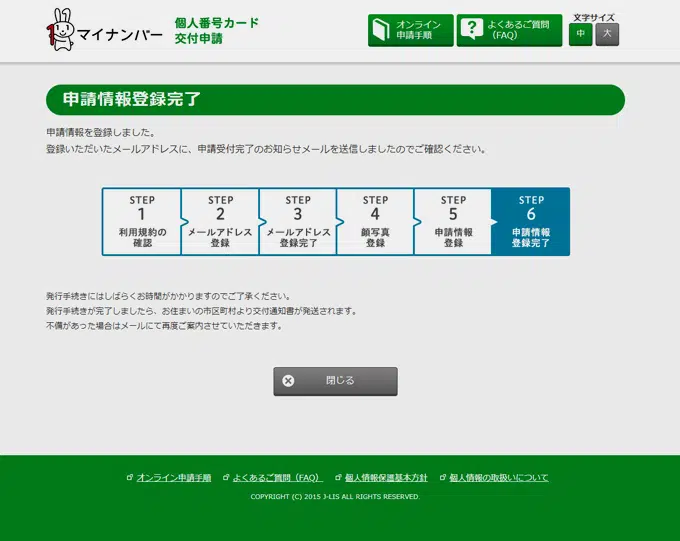 マイナンバー
個人番号カード
交付申請
オンライン
申請手順
よくあるご質問
（FAQ）
文字サイズ
中
大
申請情報登録完了
申請情報を登録しました。
登録いただいたメールアドレスに、申請受付完了のお知らせメールを送信しましたのでご確認ください。
STEP
1
利用規約の
確認
STEP
2
メールアドレス
登録
STEP
3
メールアドレス
登録完了
STEP
4
顔写真
登録
STEP
5
申請情報
登録
STEP
6
申請情報
登録完了
発行手続きにはしばらくお時間がかかりますのでご了承ください。
発行手続きが完了しましたら、お住まいの市区町村より交付通知書が発送されます。
不備があった場合はメールにて再度ご案内させていただきます。
閉じる
オンライン申請手順 よくあるご質問（FAQ） 個人情報保護基本方針 個人情報の取扱いについて
COPYRIGHT (C) 2015 J-LIS ALL RIGHTS RESERVED.